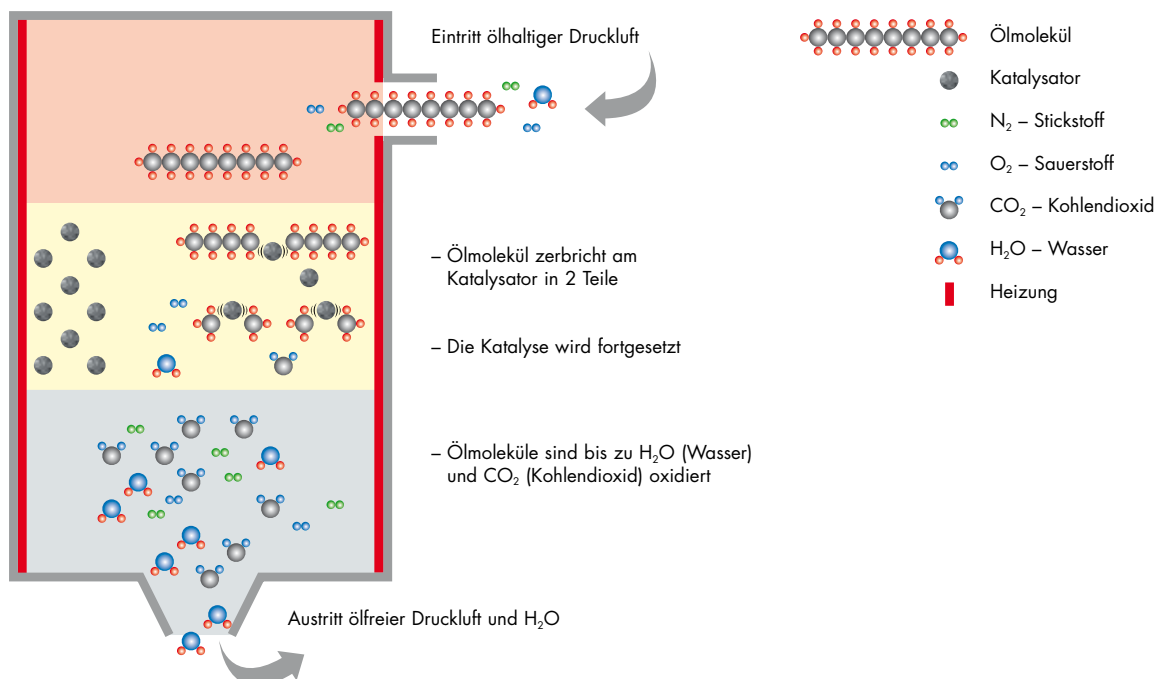 Eintritt ölhaltiger Druckluft
– Ölmolekül zerbricht am
Katalysator in 2 Teile
– Die Katalyse wird fortgesetzt
– Ölmoleküle sind bis zu H₂O (Wasser)
und CO₂ (Kohlendioxid) oxidiert
Austritt ölfreier Druckluft und H₂O
Ölmolekül
Katalysator
N₂ – Stickstoff
O₂ – Sauerstoff
CO₂ – Kohlendioxid
H₂O – Wasser
Heizung